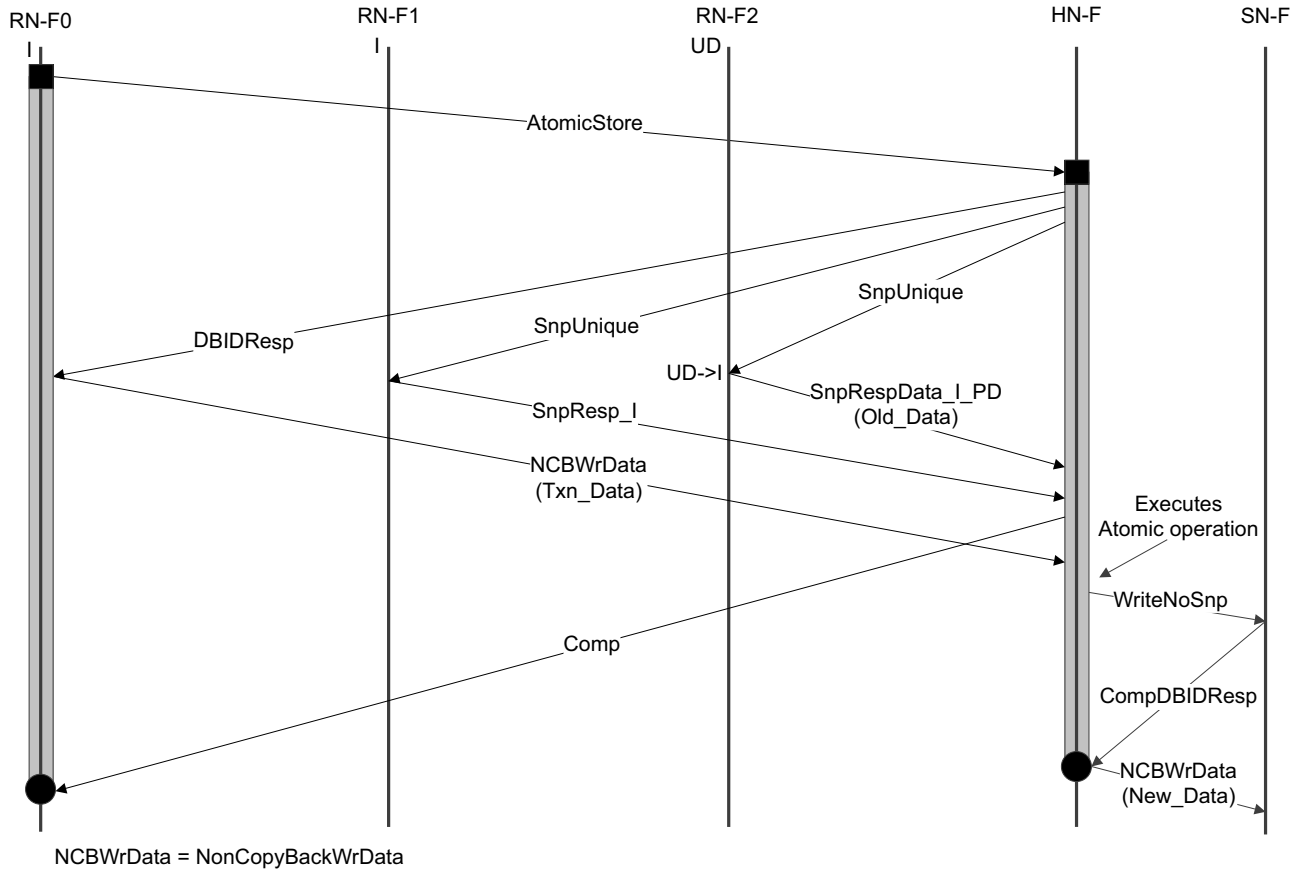 RN-F0
RN-F1
RN-F2
HN-F
SN-F
I
I
UD
AtomicStore
SnpUnique
SnpUnique
DBIDResp
UD->I
SnpRespData_I_PD
(Old_Data)
SnpResp_I
NCBWrData
(Txn_Data)
Executes
Atomic operation
WriteNoSnp
Comp
CompDBIDResp
NCBWrData
(New_Data)
NCBWrData = NonCopyBackWrData